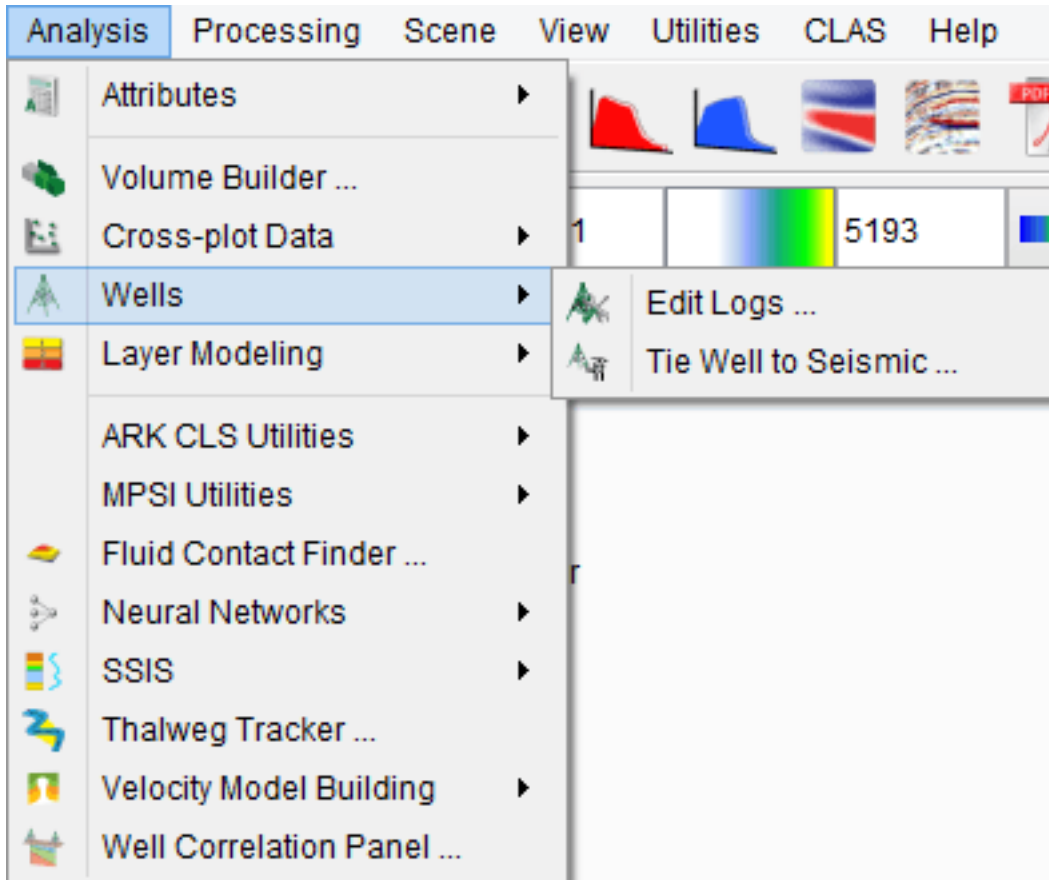 Analysis Processing Scene View Utilities CLAS Help
Attributes
PDF
Volume Builder ...
Cross-plot Data
1 5193
Wells
Edit Logs ...
Layer Modeling
Tie Well to Seismic ...
ARK CLS Utilities
MPSI Utilities
Fluid Contact Finder ...
r
Neural Networks
SSIS
Thalweg Tracker ...
Velocity Model Building
Well Correlation Panel ...